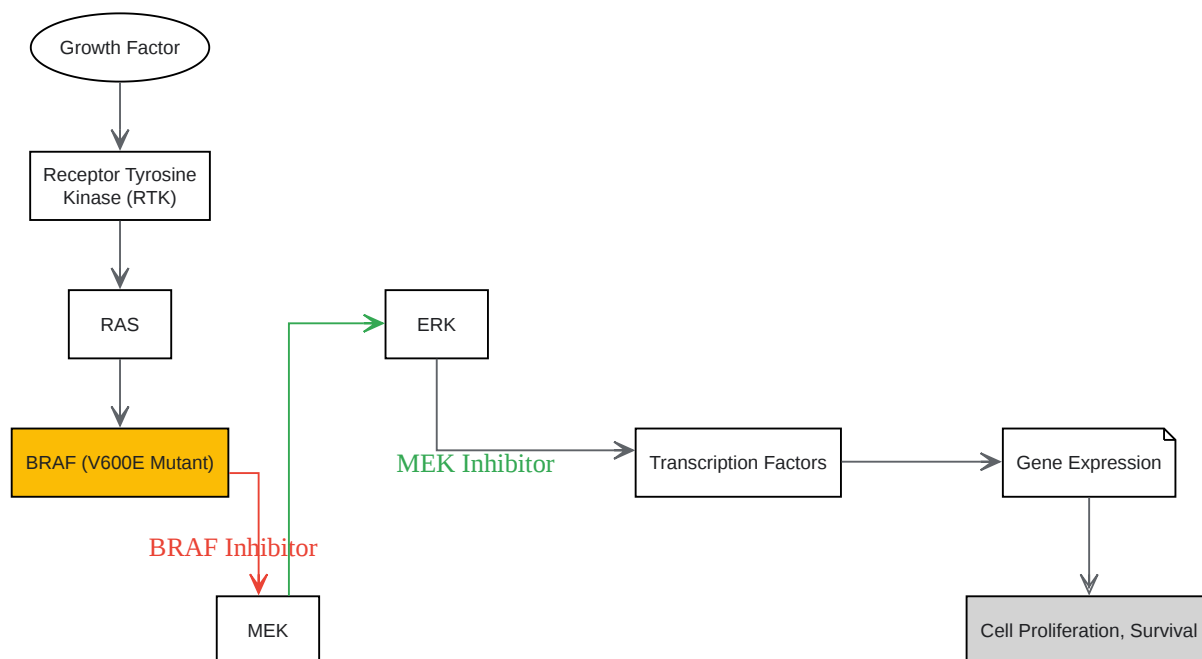 Growth Factor
Receptor Tyrosine
Kinase (RTK)
RAS
ERK
BRAF (V600E Mutant)
MEK Inhibitor
Transcription Factors
Gene Expression
BRAF Inhibitor
MEK
Cell Proliferation, Survival